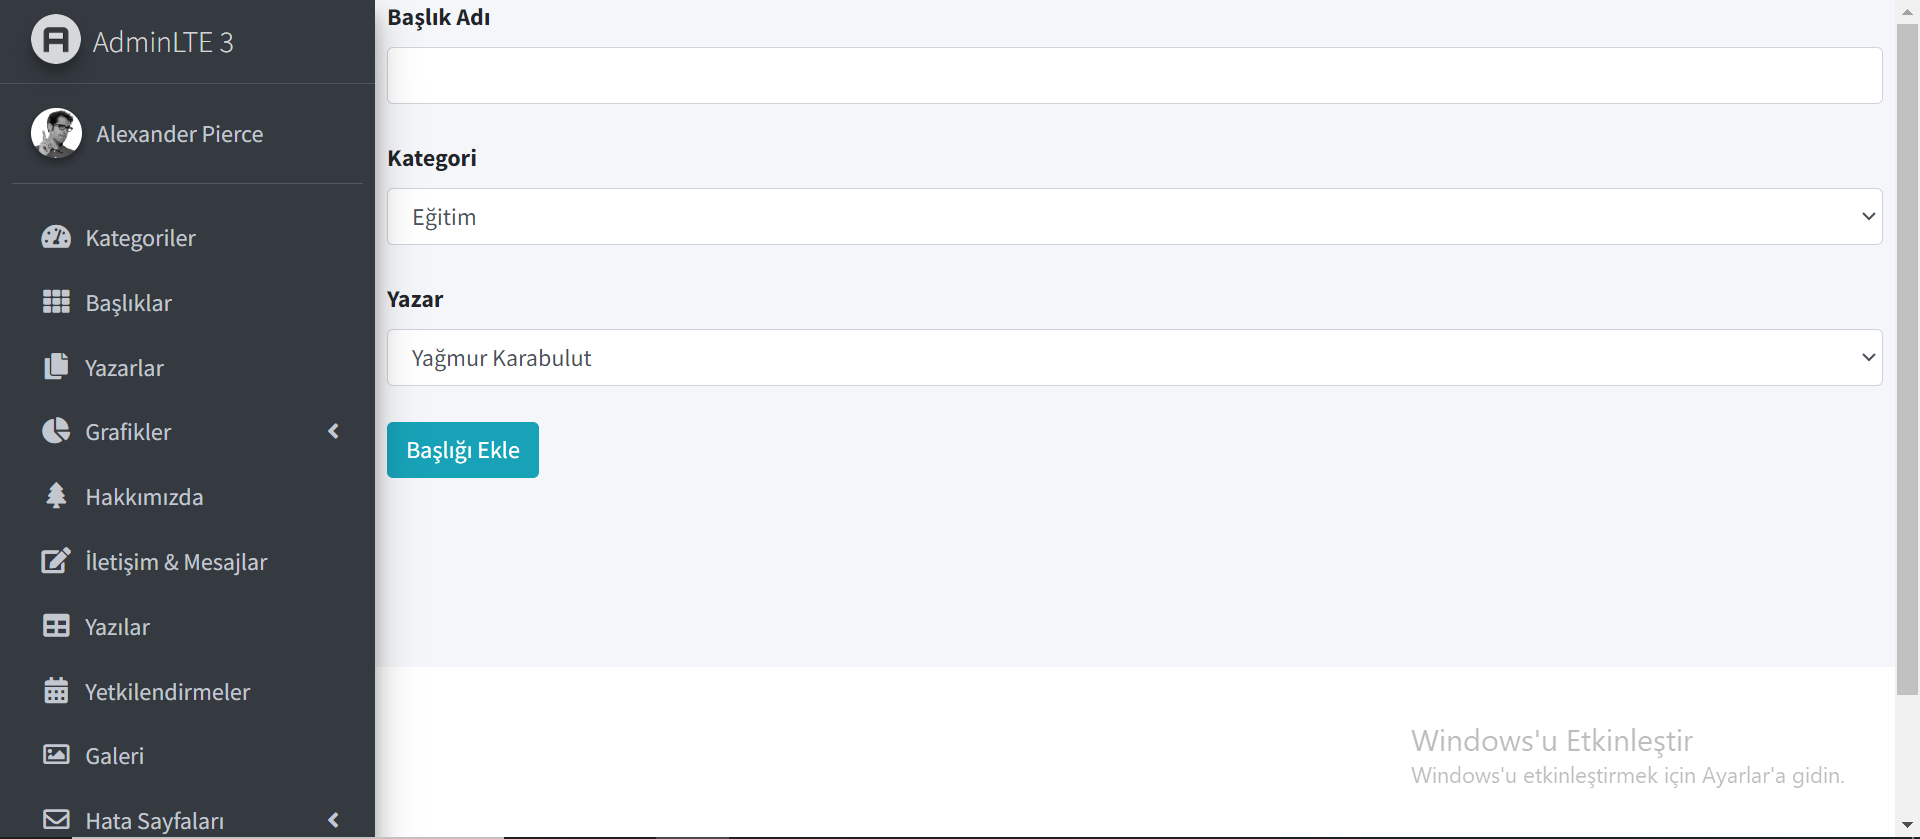 AdminLTE 3
Alexander Pierce
Kategoriler
Başlıklar
Yazarlar
Grafikler
Hakkımızda
İletişim & Mesajlar
Yazılar
Yetkilendirmeler
Galeri
Hata Sayfaları
Başlık Adı
Kategori
Eğitim
Yazar
Yağmur Karabulut
Başlığı Ekle
Windows'u Etkinleştir
Windows'u etkinleştirmek için Ayarlar'a gidin.